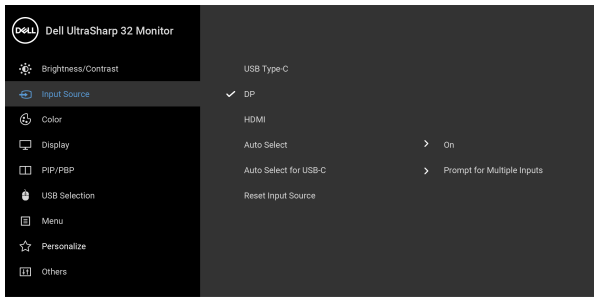 DELL
Dell UltraSharp 32 Monitor
Brightness/Contrast
USB Type-C
Input Source
DP
Color
HDMI
Display
Auto Select
On
PIP/PBP
Auto Select for USB-C
Prompt for Multiple Inputs
USB Selection
Reset Input Source
Menu
Personalize
Others